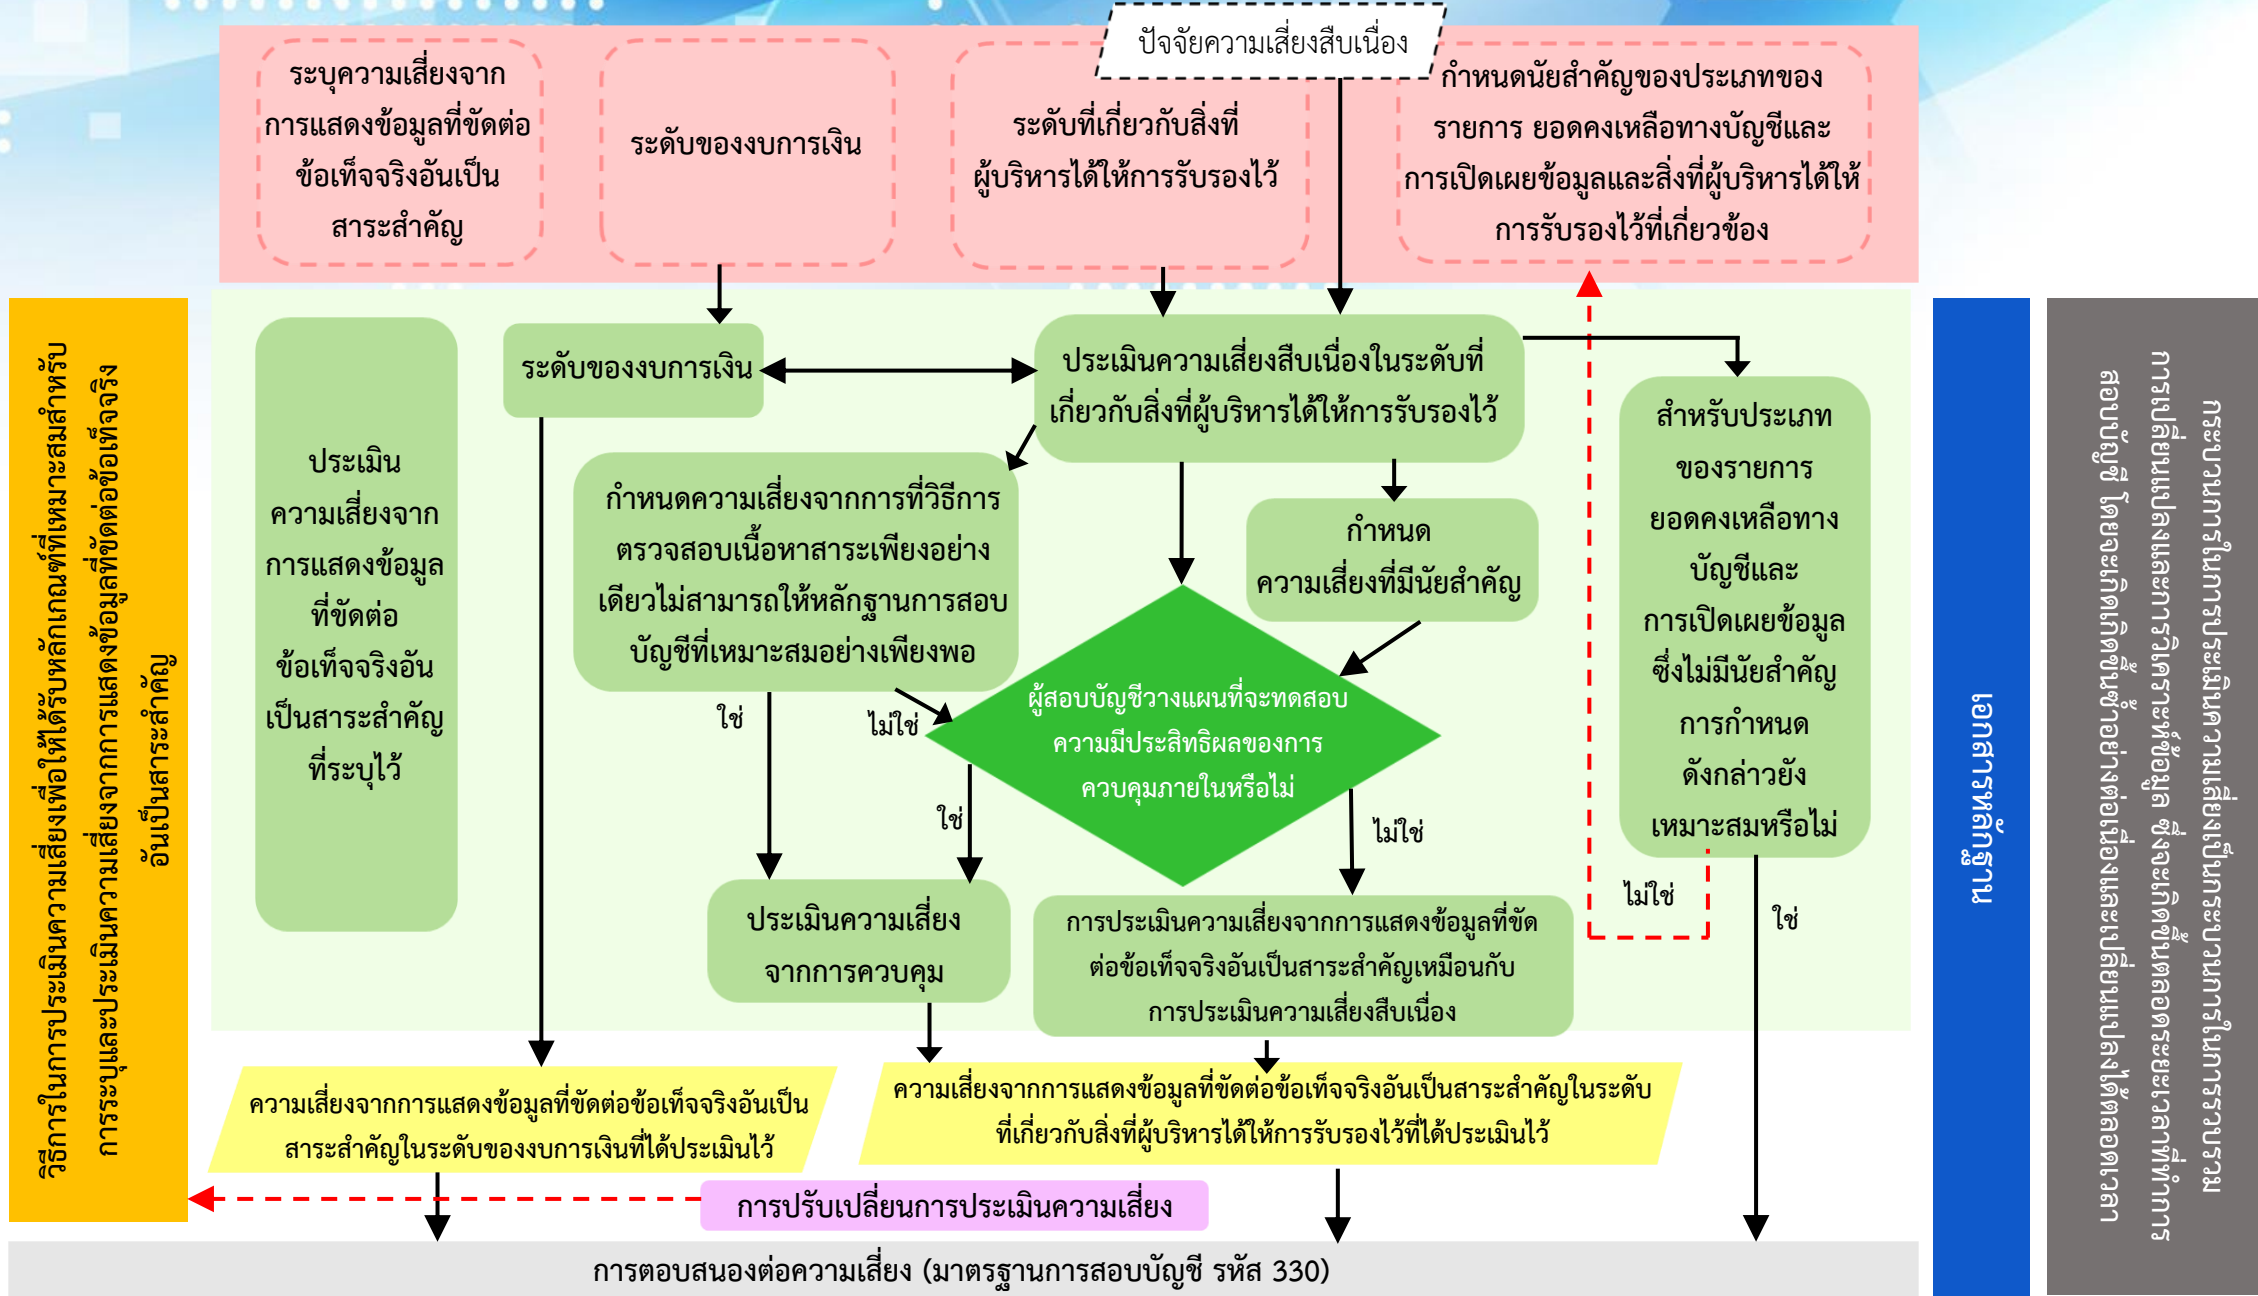 ปัจจัยความเสี่ยงสืบเนื่อง
ระบุความเสี่ยงจาก
การแสดงข้อมูลที่ขัดต่อ
ข้อเท็จจริงอันเป็น
สาระสำคัญ
ระดับของงบการเงิน
ระดับที่เกี่ยวกับสิ่งที่
ผู้บริหารได้ให้การรับรองไว้
กำหนดนัยสำคัญของประเภทของ
รายการ ยอดคงเหลือทางบัญชีและ
การเปิดเผยข้อมูลและสิ่งที่ผู้บริหารได้ให้
การรับรองไว้ที่เกี่ยวข้อง
วิธีการในการประเมินความเสี่ยงเพื่อให้ได้รับหลักเกณฑ์ที่เหมาะสมสำหรับ
การระบุและประเมินความเสี่ยงจากการแสดงข้อมูลที่ขัดต่อข้อเท็จจริง
อันเป็นสาระสำคัญ
ประเมิน
ความเสี่ยงจาก
การแสดงข้อมูล
ที่ขัดต่อ
ข้อเท็จจริงอัน
เป็นสาระสำคัญ
ที่ระบุไว้
ระดับของงบการเงิน
ประเมินความเสี่ยงสืบเนื่องในระดับที่
เกี่ยวกับสิ่งที่ผู้บริหารได้ให้การรับรองไว้
กำหนดความเสี่ยงจากการที่วิธีการ
ตรวจสอบเนื้อหาสาระเพียงอย่าง
เดียวไม่สามารถให้หลักฐานการสอบ
บัญชีที่เหมาะสมอย่างเพียงพอ
กำหนด
ความเสี่ยงที่มีนัยสำคัญ
สำหรับประเภท
ของรายการ
ยอดคงเหลือทาง
บัญชีและ
การเปิดเผยข้อมูล
ซึ่งไม่มีนัยสำคัญ
การกำหนด
ดังกล่าวยัง
เหมาะสมหรือไม่
ใช่
ไม่ใช่
ผู้สอบบัญชีวางแผนที่จะทดสอบ
ความมีประสิทธิผลของการ
ควบคุมภายในหรือไม่
ใช่
ไม่ใช่
ไม่ใช่
ใช่
ประเมินความเสี่ยง
จากการควบคุม
การประเมินความเสี่ยงจากการแสดงข้อมูลที่ขัด
ต่อข้อเท็จจริงอันเป็นสาระสำคัญเหมือนกับ
การประเมินความเสี่ยงสืบเนื่อง
ความเสี่ยงจากการแสดงข้อมูลที่ขัดต่อข้อเท็จจริงอันเป็น
สาระสำคัญในระดับของงบการเงินที่ได้ประเมินไว้
ความเสี่ยงจากการแสดงข้อมูลที่ขัดต่อข้อเท็จจริงอันเป็นสาระสำคัญในระดับ
ที่เกี่ยวกับสิ่งที่ผู้บริหารได้ให้การรับรองไว้ที่ได้ประเมินไว้
การปรับเปลี่ยนการประเมินความเสี่ยง
การตอบสนองต่อความเสี่ยง (มาตรฐานการสอบบัญชี รหัส 330)
เอกสารหลักฐาน
กระบวนการในการประเมินความเสี่ยงเป็นกระบวนการในการรวบรวม
การเปลี่ยนแปลงและการวิเคราะห์ข้อมูล ซึ่งจะเกิดขึ้นตลอดระยะเวลาที่ทำการ
สอบบัญชี โดยจะเกิดเกิดขึ้นซ้ำอย่างต่อเนื่องและเปลี่ยนแปลงได้ตลอดเวลา